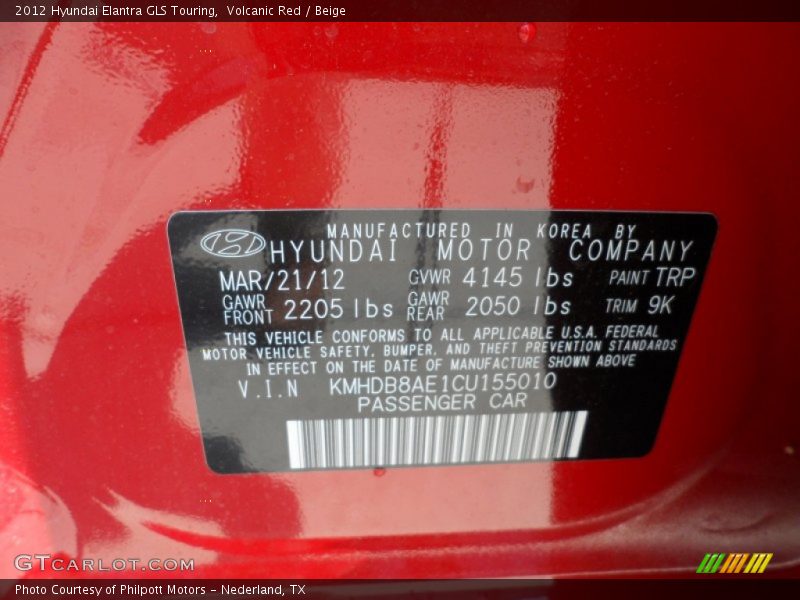 2012 Hyundai Elantra GLS Touring, Volcanic Red / Beige
MANUFACTURED IN KOREA BY
HYUNDAI MOTOR COMPANY
MAR/21/12 GVWR 4145 lbs PAINT TRP
GAWR FRONT 2205 lbs GAWR REAR 2050 lbs TRIM 9K
THIS VEHICLE CONFORMS TO ALL APPLICABLE U.S.A. FEDERAL
MOTOR VEHICLE SAFETY, BUMPER, AND THEFT PREVENTION STANDARDS
IN EFFECT ON THE DATE OF MANUFACTURE SHOWN ABOVE
V.I.N KMHDB8AE1CU155010
PASSENGER CAR
GTCARLOT.COM
Photo Courtesy of Philpott Motors - Nederland, TX